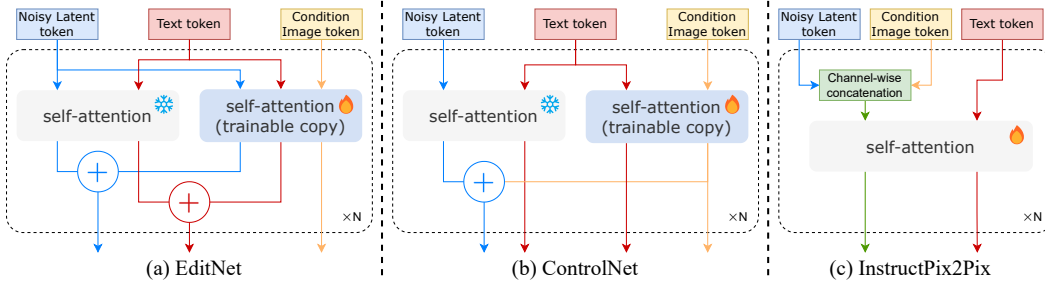 Noisy Latent
token
Text token
Condition
Image token
self-attention
self-attention
(trainable copy)
×N
(a) EditNet
Noisy Latent
token
Text token
Condition
Image token
self-attention
self-attention
(trainable copy)
×N
(b) ControlNet
Noisy Latent
token
Condition
Image token
Text token
Channel-wise
concatenation
self-attention
×N
(c) InstructPix2Pix